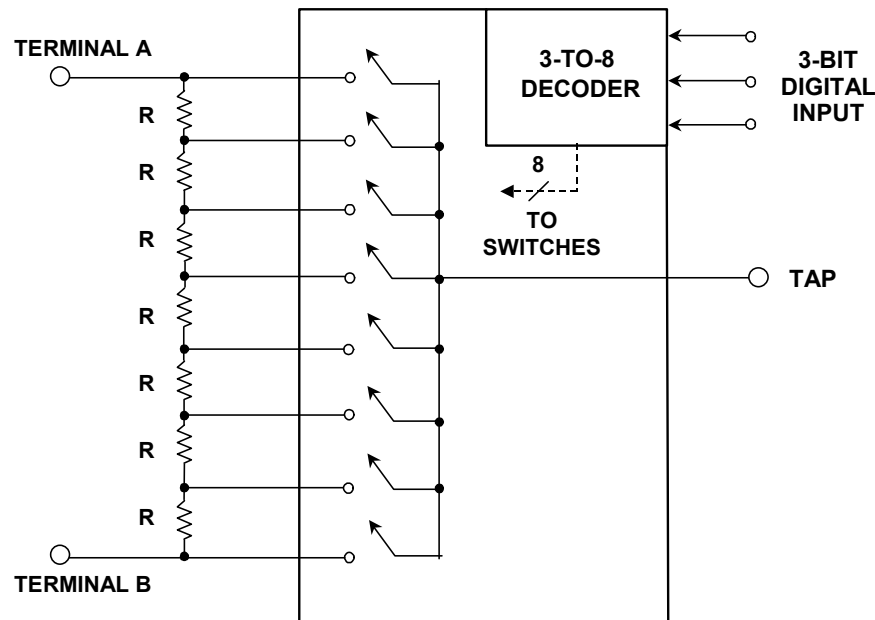 TERMINAL A
3-TO-8
DECODER
3-BIT
DIGITAL
INPUT
R
R
8
TO
SWITCHES
R
TAP
R
R
R
R
TERMINAL B